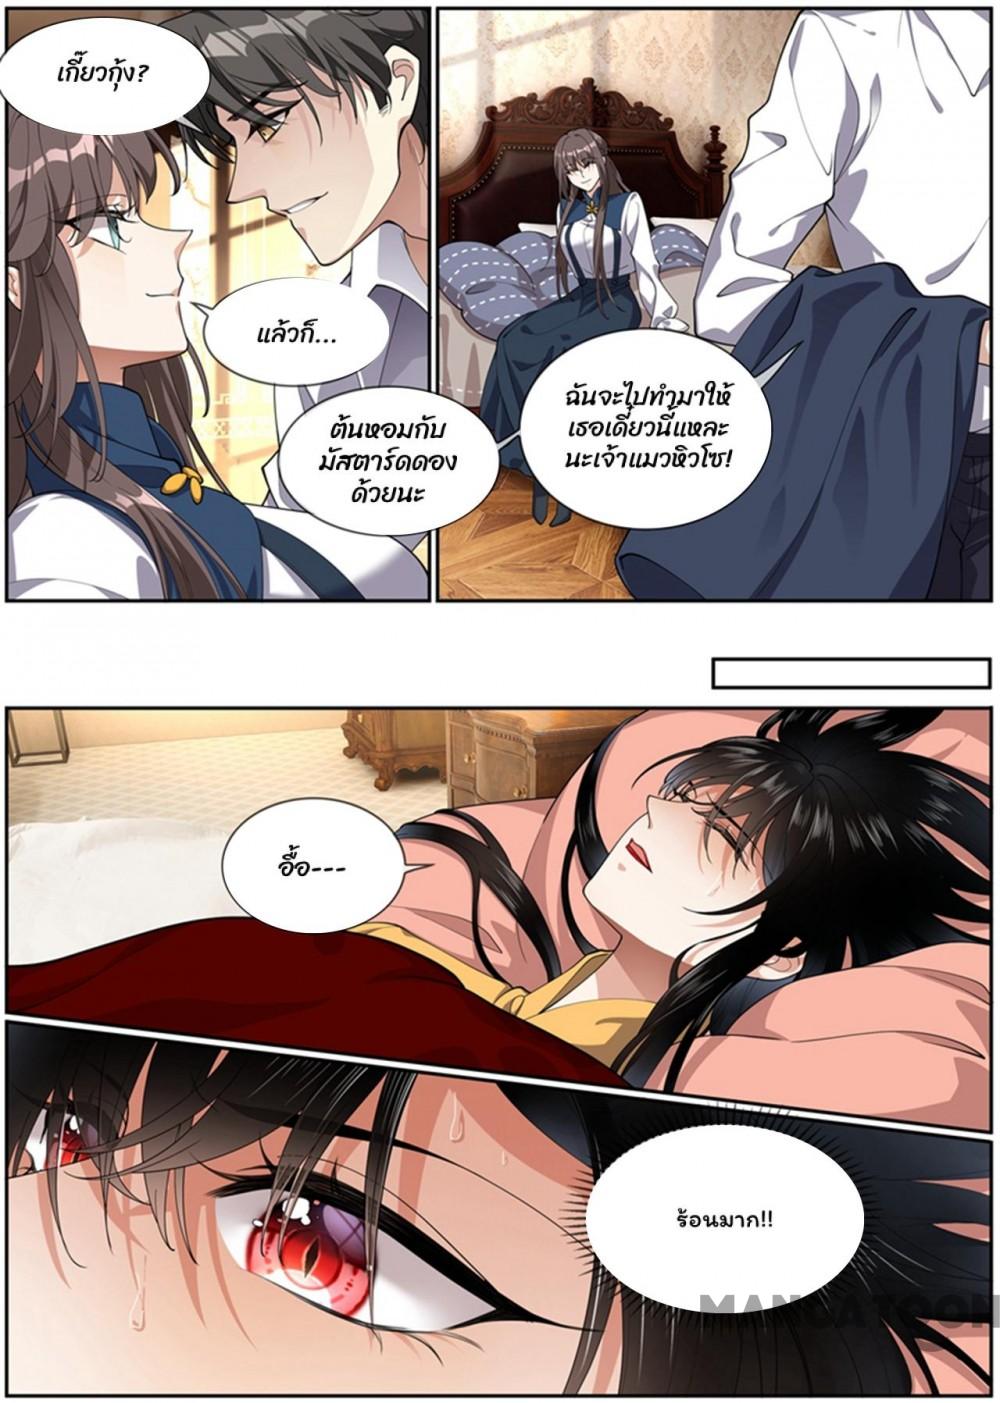 เกี๊ยวกุ้ง?
แล้วก็...
ต้นหอมกับ
มัสตาร์ดดอง
ด้วยนะ
ฉันจะไปทำมาให้
เธอเดี๋ยวนี้แหละ
นะเจ้าแมวหิวโซ!
อื้อ---
ร้อนมาก!!
MANGATOON